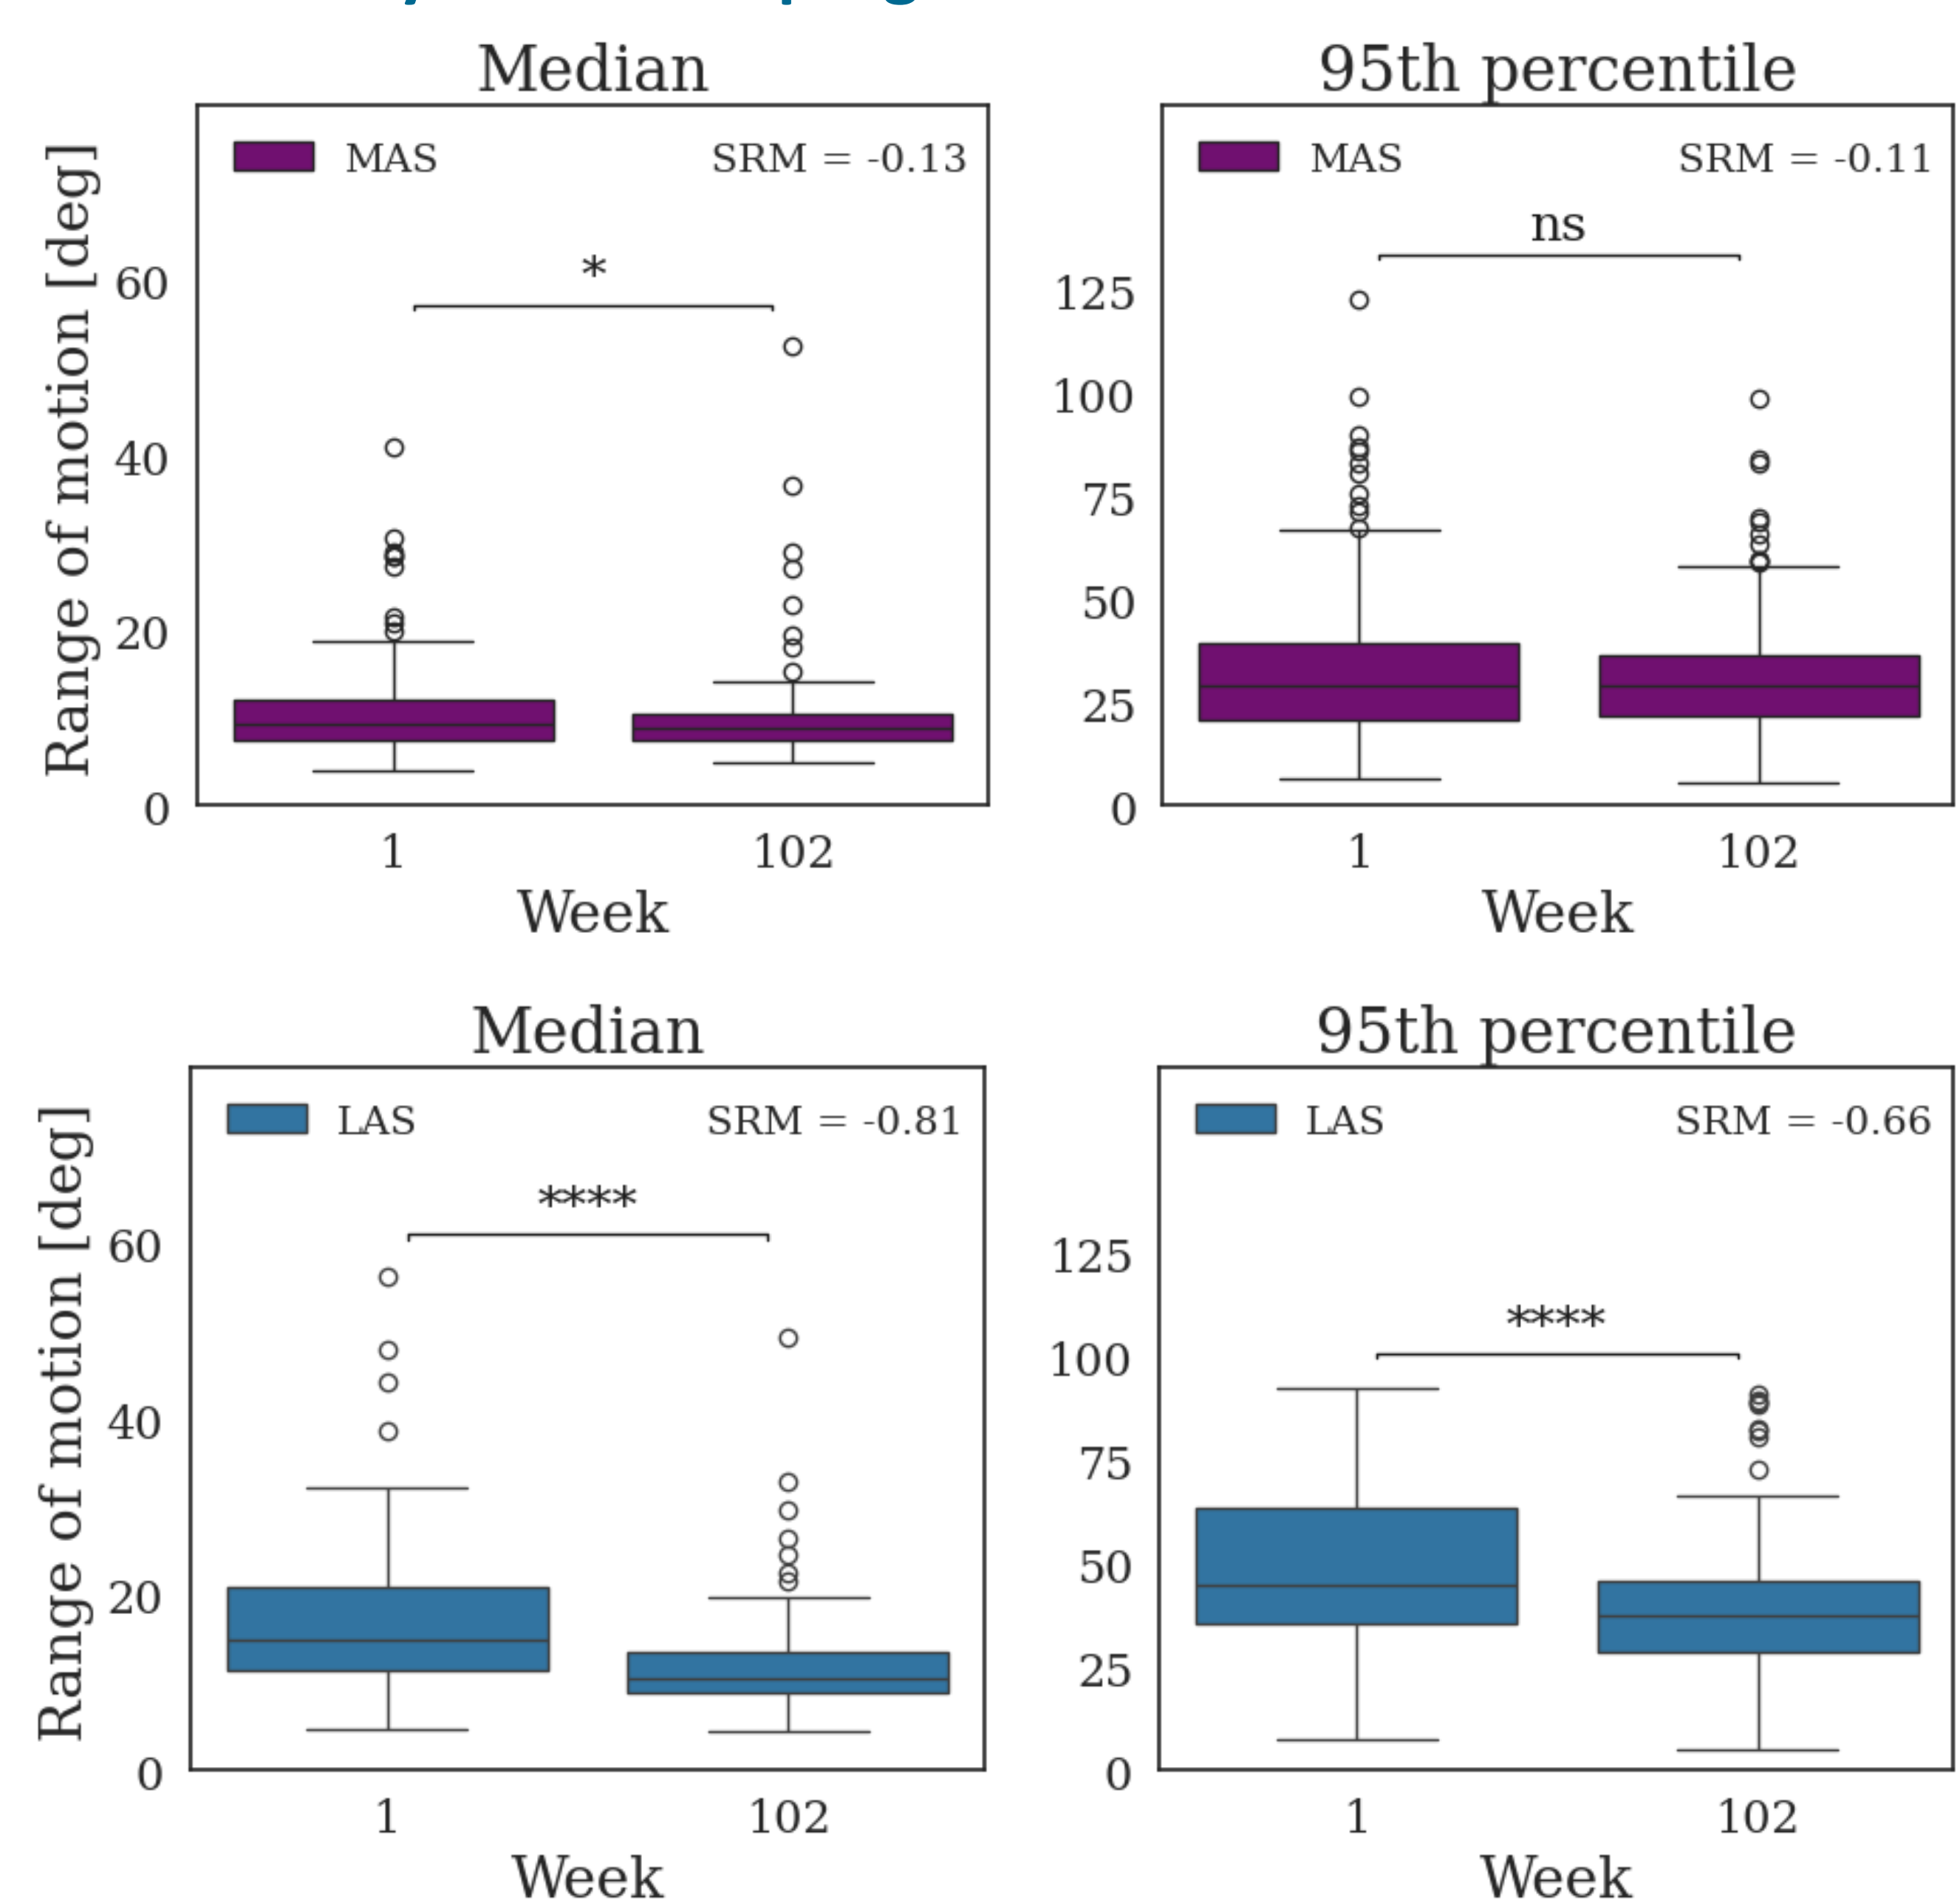 Median
MAS
SRM = -0.13
*
Range of motion [deg]
60
40
20
0
1
102
Week
95th percentile
MAS
SRM = -0.11
ns
125
100
75
50
25
0
1
102
Week
Median
LAS
SRM = -0.81
****
Range of motion [deg]
60
40
20
0
1
102
Week
95th percentile
LAS
SRM = -0.66
****
125
100
75
50
25
0
1
102
Week